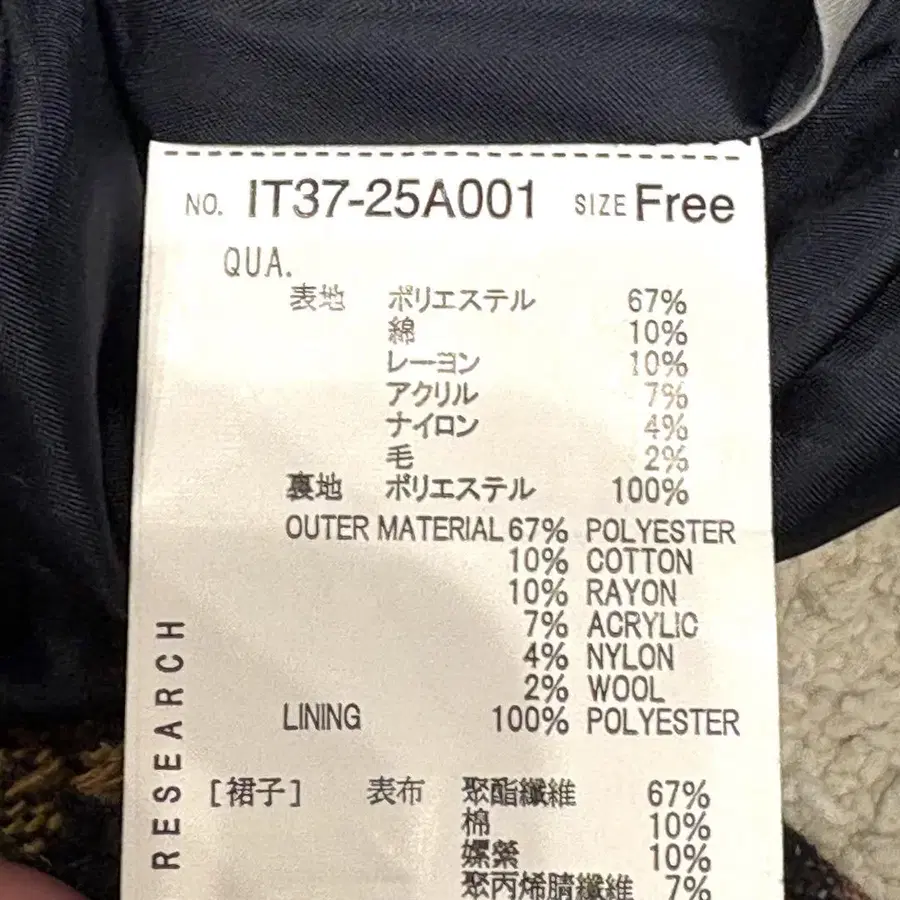 NO. IT37-25A001 SIZE Free
QUA.
表地 ポリエステル 67%
綿 10%
レーヨン 10%
アクリル 7%
ナイロン 4%
毛 2%
裏地 ポリエステル 100%
OUTER MATERIAL 67% POLYESTER
10% COTTON
10% RAYON
7% ACRYLIC
4% NYLON
2% WOOL
LINING 100% POLYESTER
[裙子] 表布 聚酯纖維 67%
棉 10%
嫘縈 10%
聚丙烯腈纖維 7%
RESEARCH